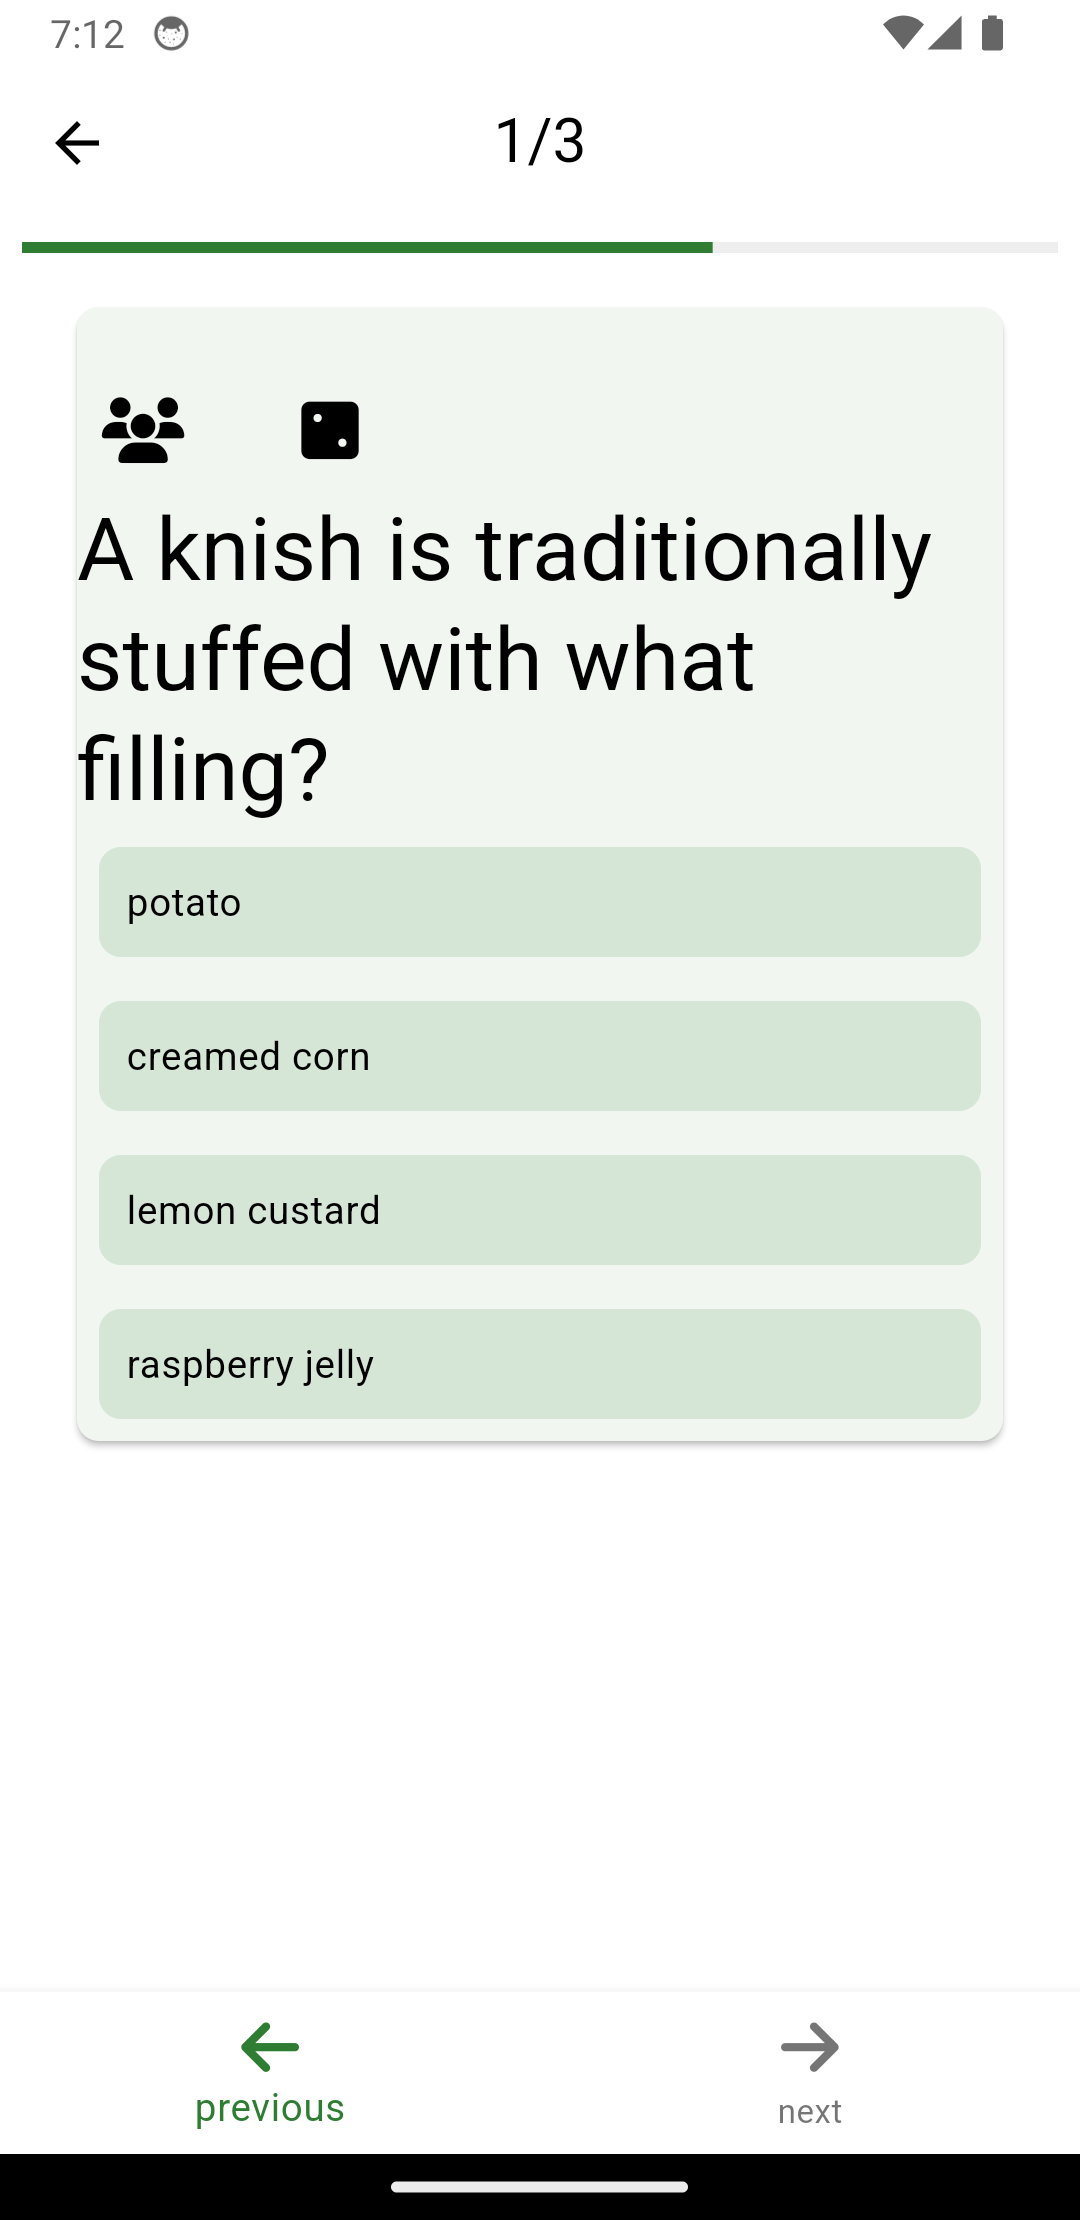 7:12
1/3
A knish is traditionally
stuffed with what
filling?
potato
creamed corn
lemon custard
raspberry jelly
previous
next